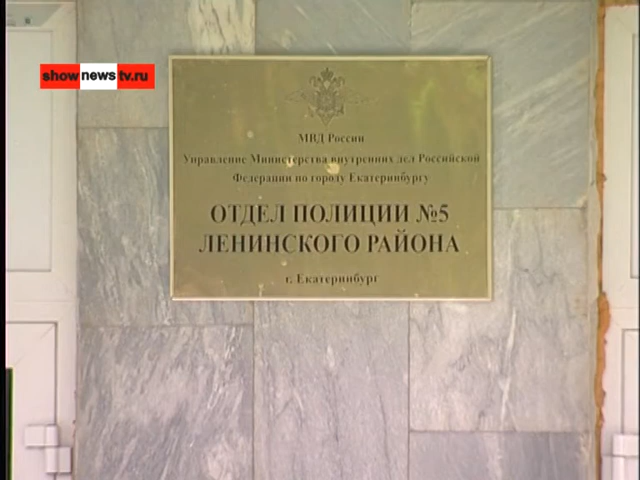 shownewstv.ru
МВД России
Управление Министерства внутренних дел Российской
Федерации по городу Екатеринбургу
ОТДЕЛ ПОЛИЦИИ №5
ЛЕНИНСКОГО РАЙОНА
г. Екатеринбург